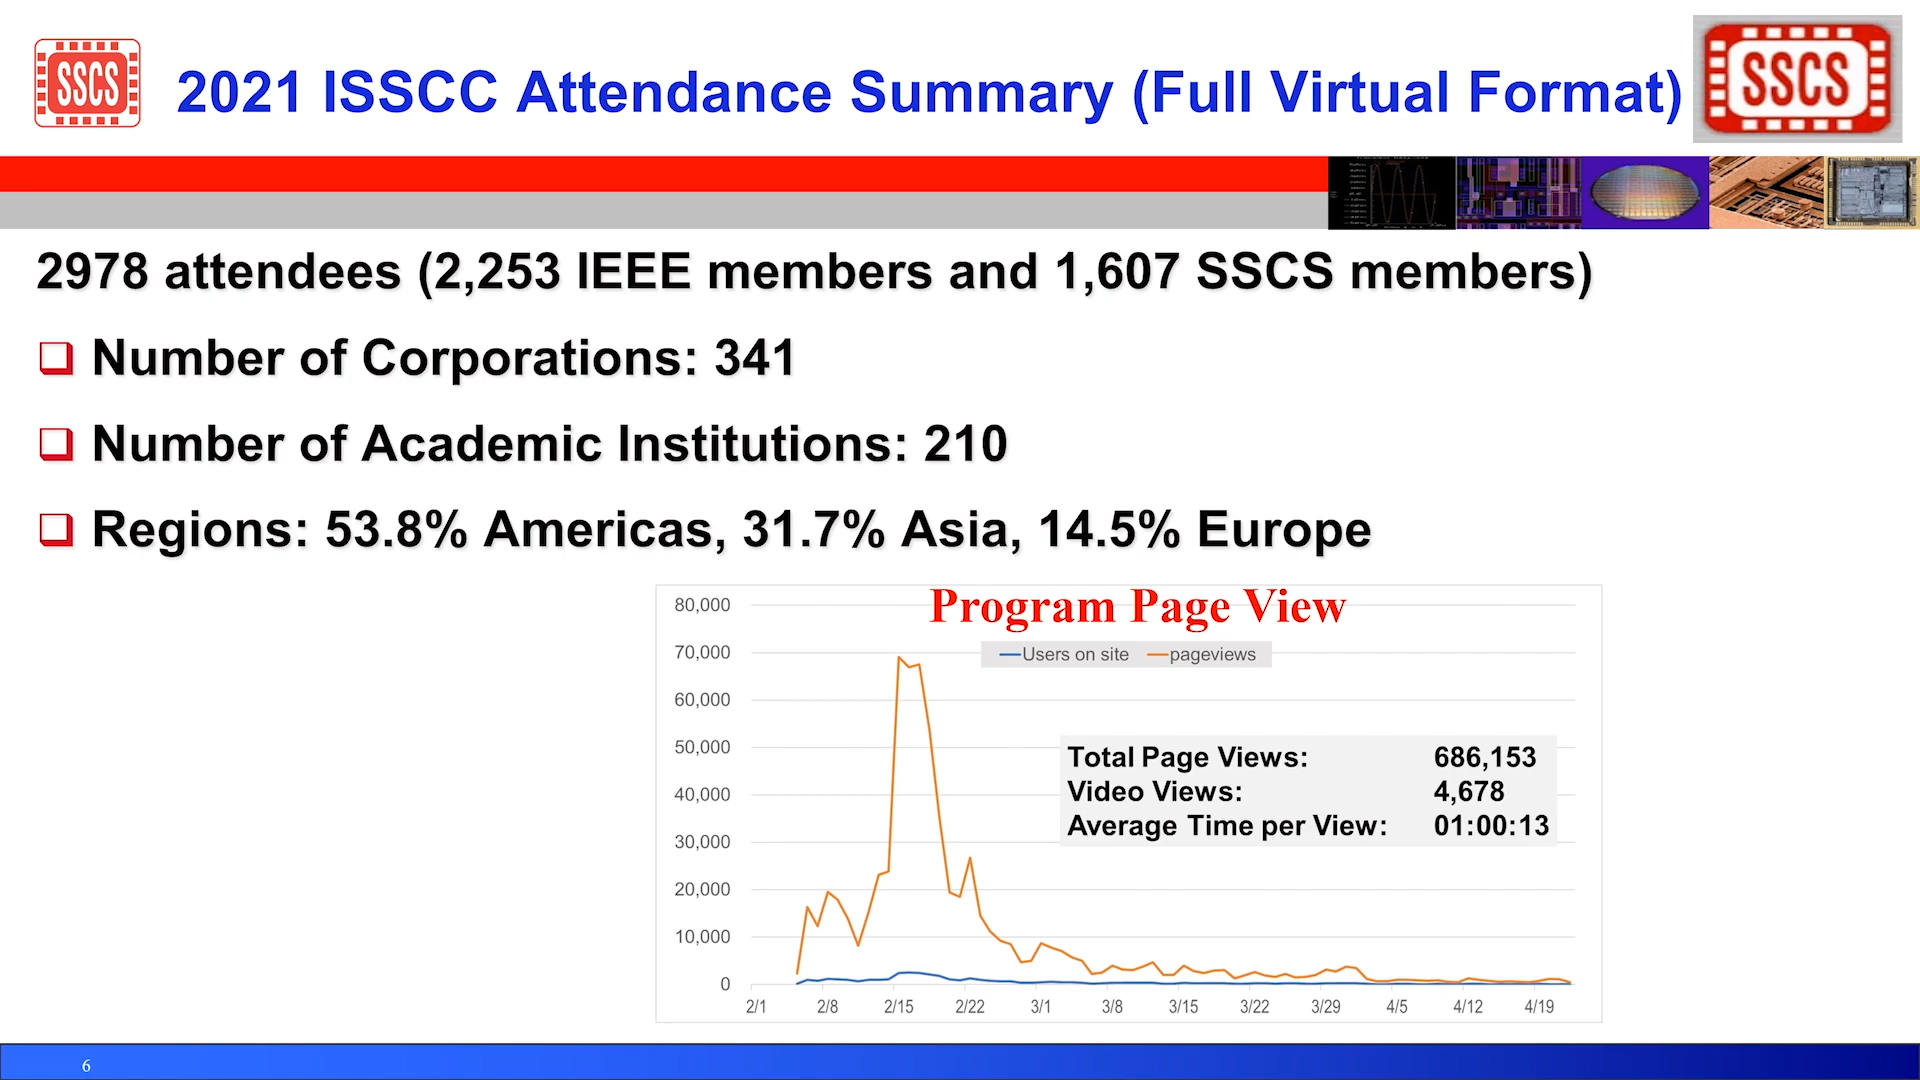 SSCS
2021 ISSCC Attendance Summary (Full Virtual Format)
SSCS
2978 attendees (2,253 IEEE members and 1,607 SSCS members)
Number of Corporations: 341
Number of Academic Institutions: 210
Regions: 53.8% Americas, 31.7% Asia, 14.5% Europe
Program Page View
Users on site pageviews
80,000
70,000
60,000
50,000
40,000
30,000
20,000
10,000
0
Total Page Views: 686,153
Video Views: 4,678
Average Time per View: 01:00:13
2/1 2/8 2/15 2/22 3/1 3/8 3/15 3/22 3/29 4/5 4/12 4/19
6